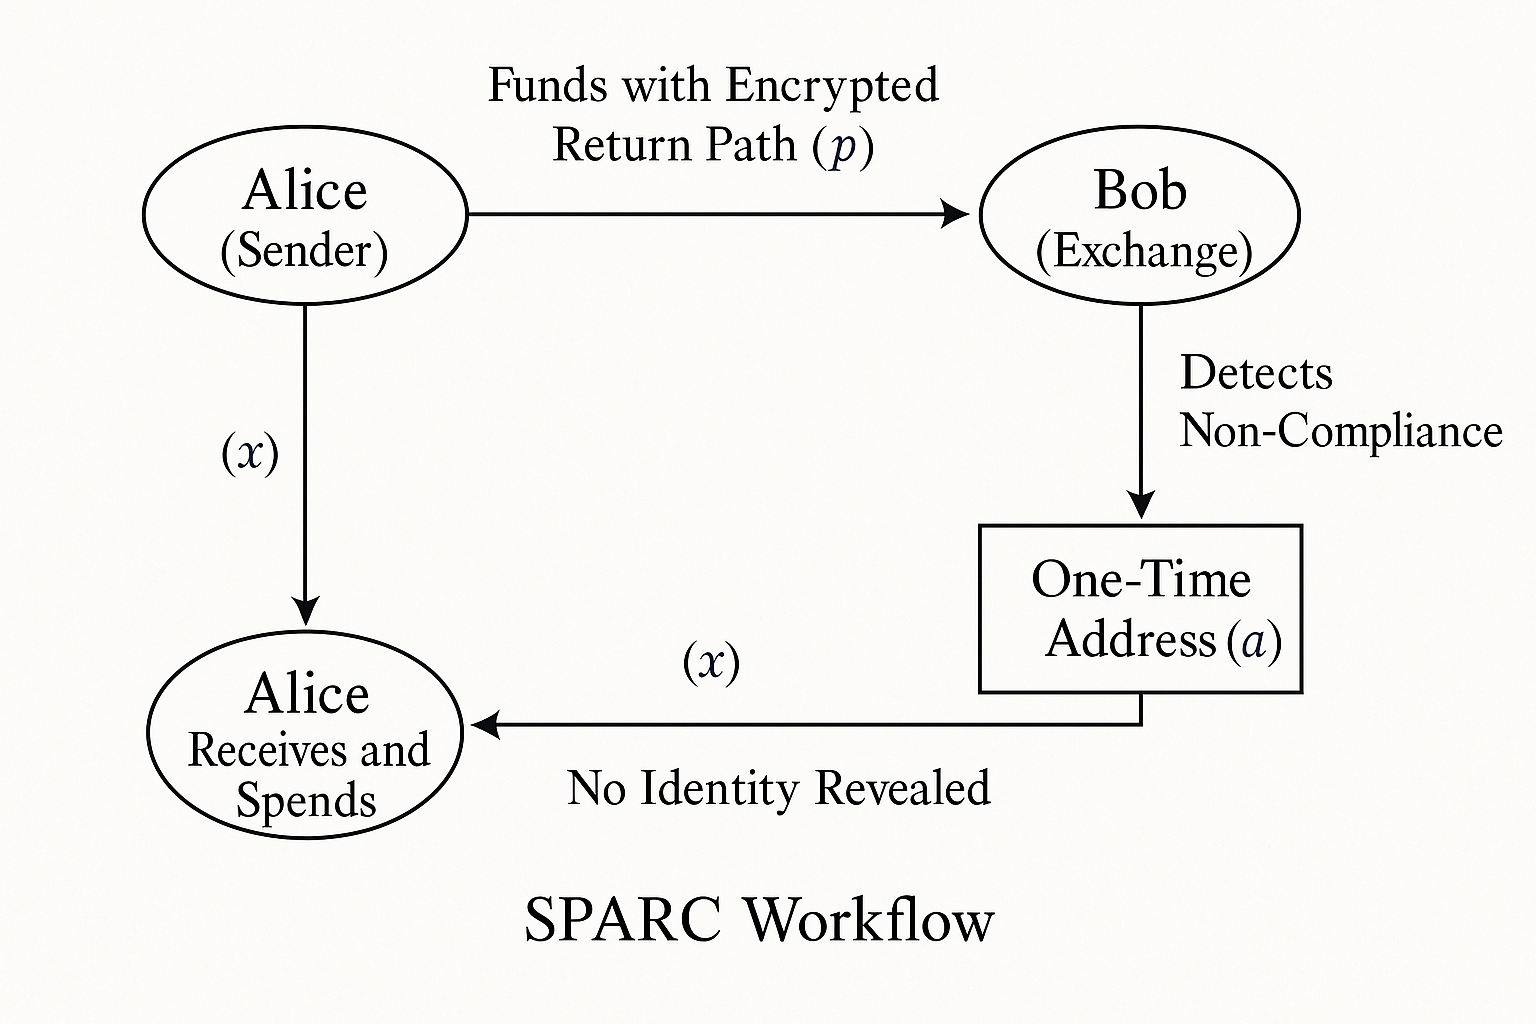 Funds with Encrypted
Return Path (p)
Alice
(Sender)
Bob
(Exchange)
Detects
Non-Compliance
(x)
One-Time
Address (a)
(x)
Alice
Receives and
Spends
No Identity Revealed
SPARC Workflow